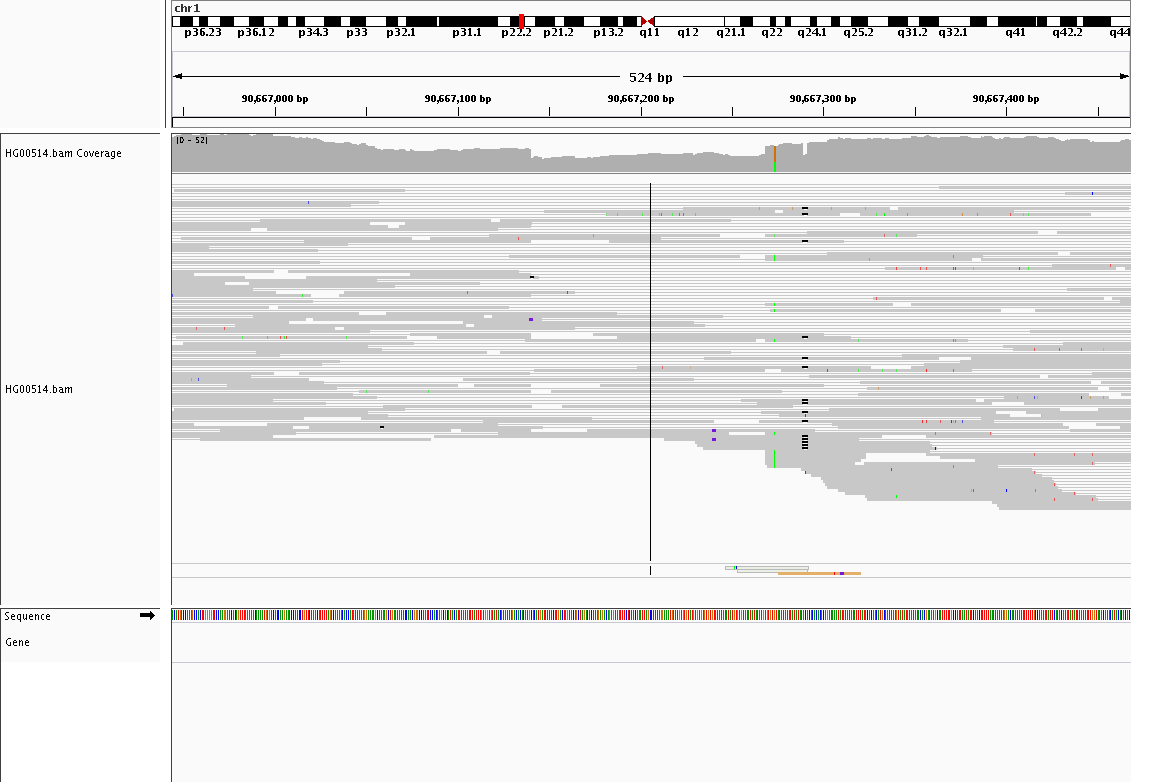 chr1
p36.23 p36.12 p34.3 p33 p32.1 p31.1 p22.2 p21.2 p13.2 q11 q12 q21.1 q22 q24.1 q25.2 q31.2 q32.1 q41 q42.2 q44
524 bp
90,667,000 bp 90,667,100 bp 90,667,200 bp 90,667,300 bp 90,667,400 bp
HG00514.bam Coverage
[0 - 52]
HG00514.bam
Sequence
Gene